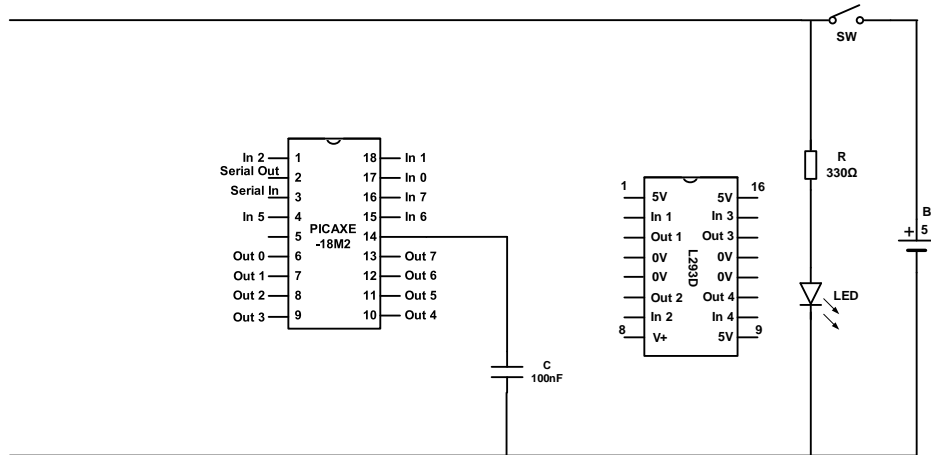 SW
In 2 1 18 In 1
Serial Out 2 17 In 0
Serial In 3 16 In 7
In 5 4 15 In 6
PICAXE
-18M2
5 14
Out 0 6 13 Out 7
Out 1 7 12 Out 6
Out 2 8 11 Out 5
Out 3 9 10 Out 4
C
100nF
1 16
5V 5V
In 1 In 3
Out 1 Out 3
0V 0V
0V 0V
Out 2 Out 4
In 2 In 4
8 V+ 5V 9
L293D
R
330Ω
LED
B
+ 5